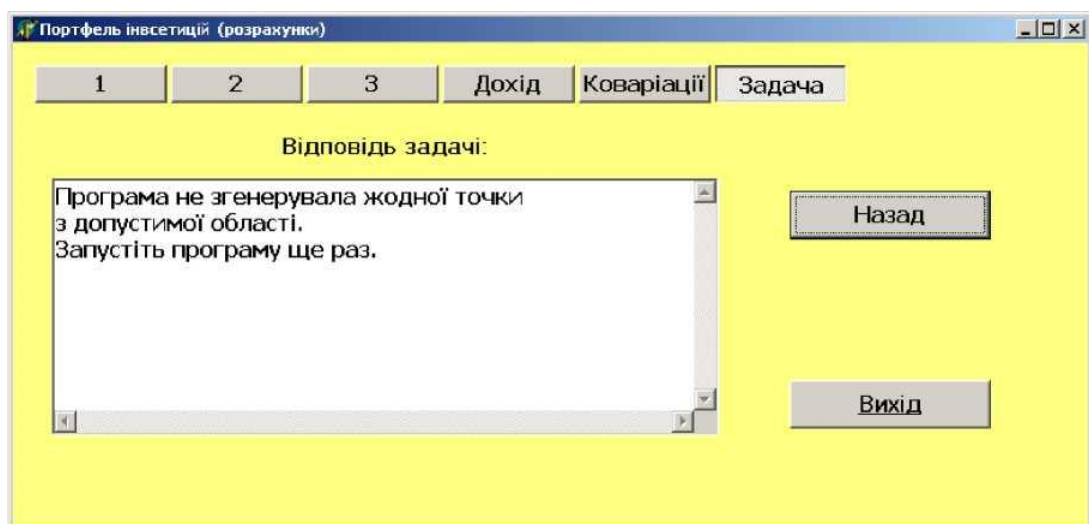 Портфель інвсетицій (розрахунки)
1 2 3 Дохід Коваріації Задача
Відповідь задачі:
Програма не згенерувала жодної точки
з допустимої області.
Запустіть програму ще раз.
Назад
Вихід